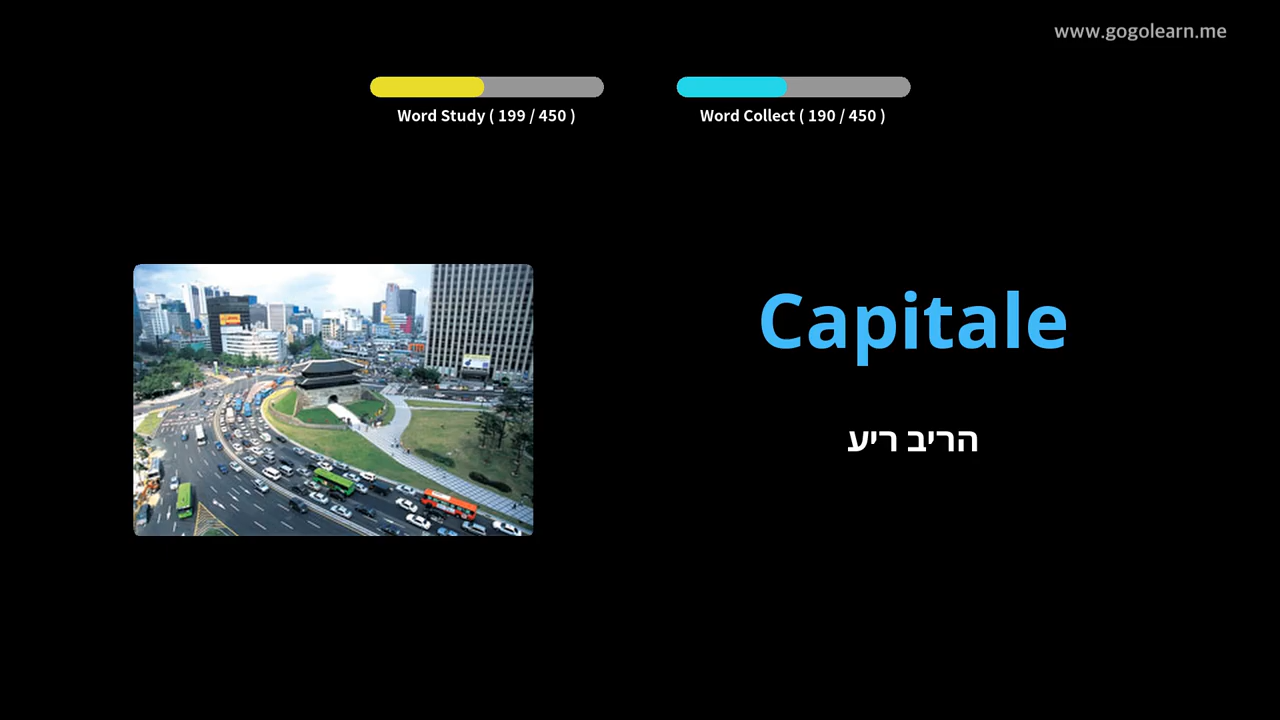 www.gogolearn.me
Word Study ( 199 / 450 )
Word Collect ( 190 / 450 )
Capitale
הריב ריע